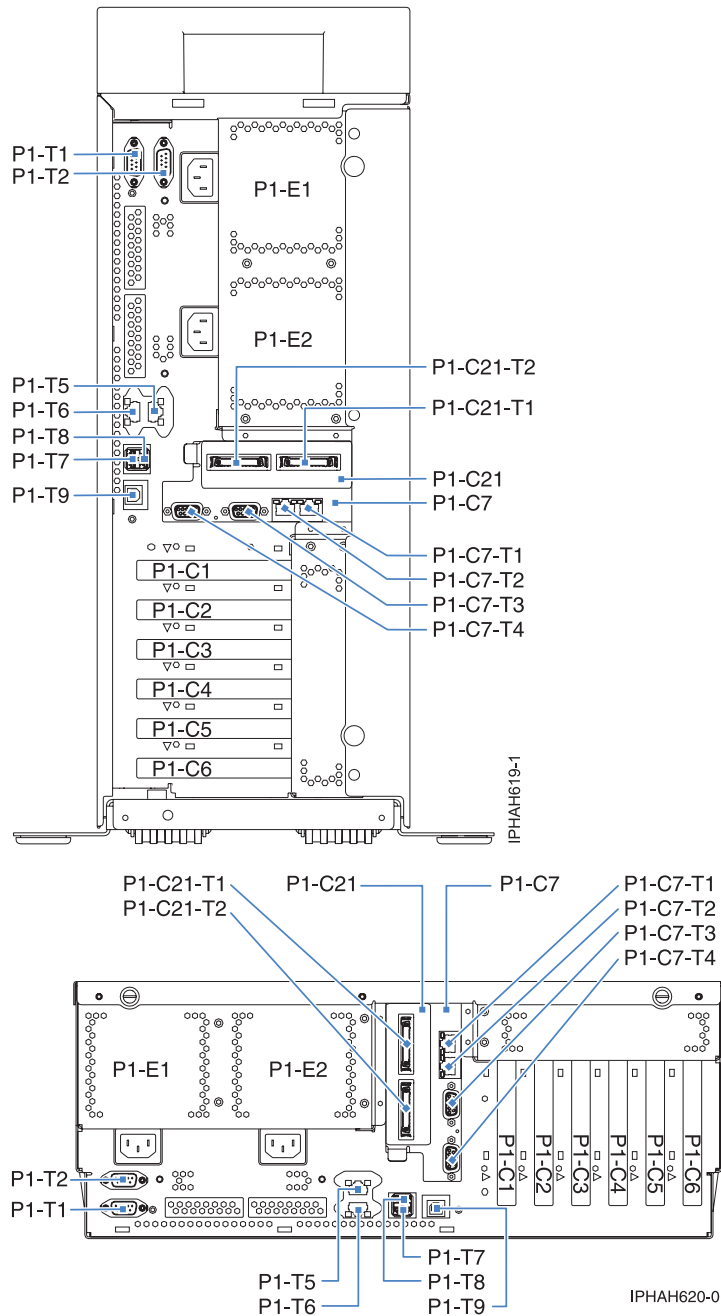 P1-T1
P1-T2
P1-E1
P1-E2
P1-C21-T2
P1-T5
P1-T6
P1-C21-T1
P1-T8
P1-T7
P1-C21
P1-T9
P1-C7
P1-C7-T1
P1-C7-T2
P1-C7-T3
P1-C7-T4
P1-C1
P1-C2
P1-C3
P1-C4
P1-C5
P1-C6
IPHAH619-1
P1-C21-T1 P1-C21 P1-C7 P1-C7-T1
P1-C21-T2 P1-C7-T2
P1-C7-T3
P1-C7-T4
P1-E1 P1-E2
P1-C1 P1-C2 P1-C3 P1-C4 P1-C5 P1-C6
P1-T2
P1-T1
P1-T7
P1-T5 P1-T8
P1-T6 P1-T9
IPHAH620-0